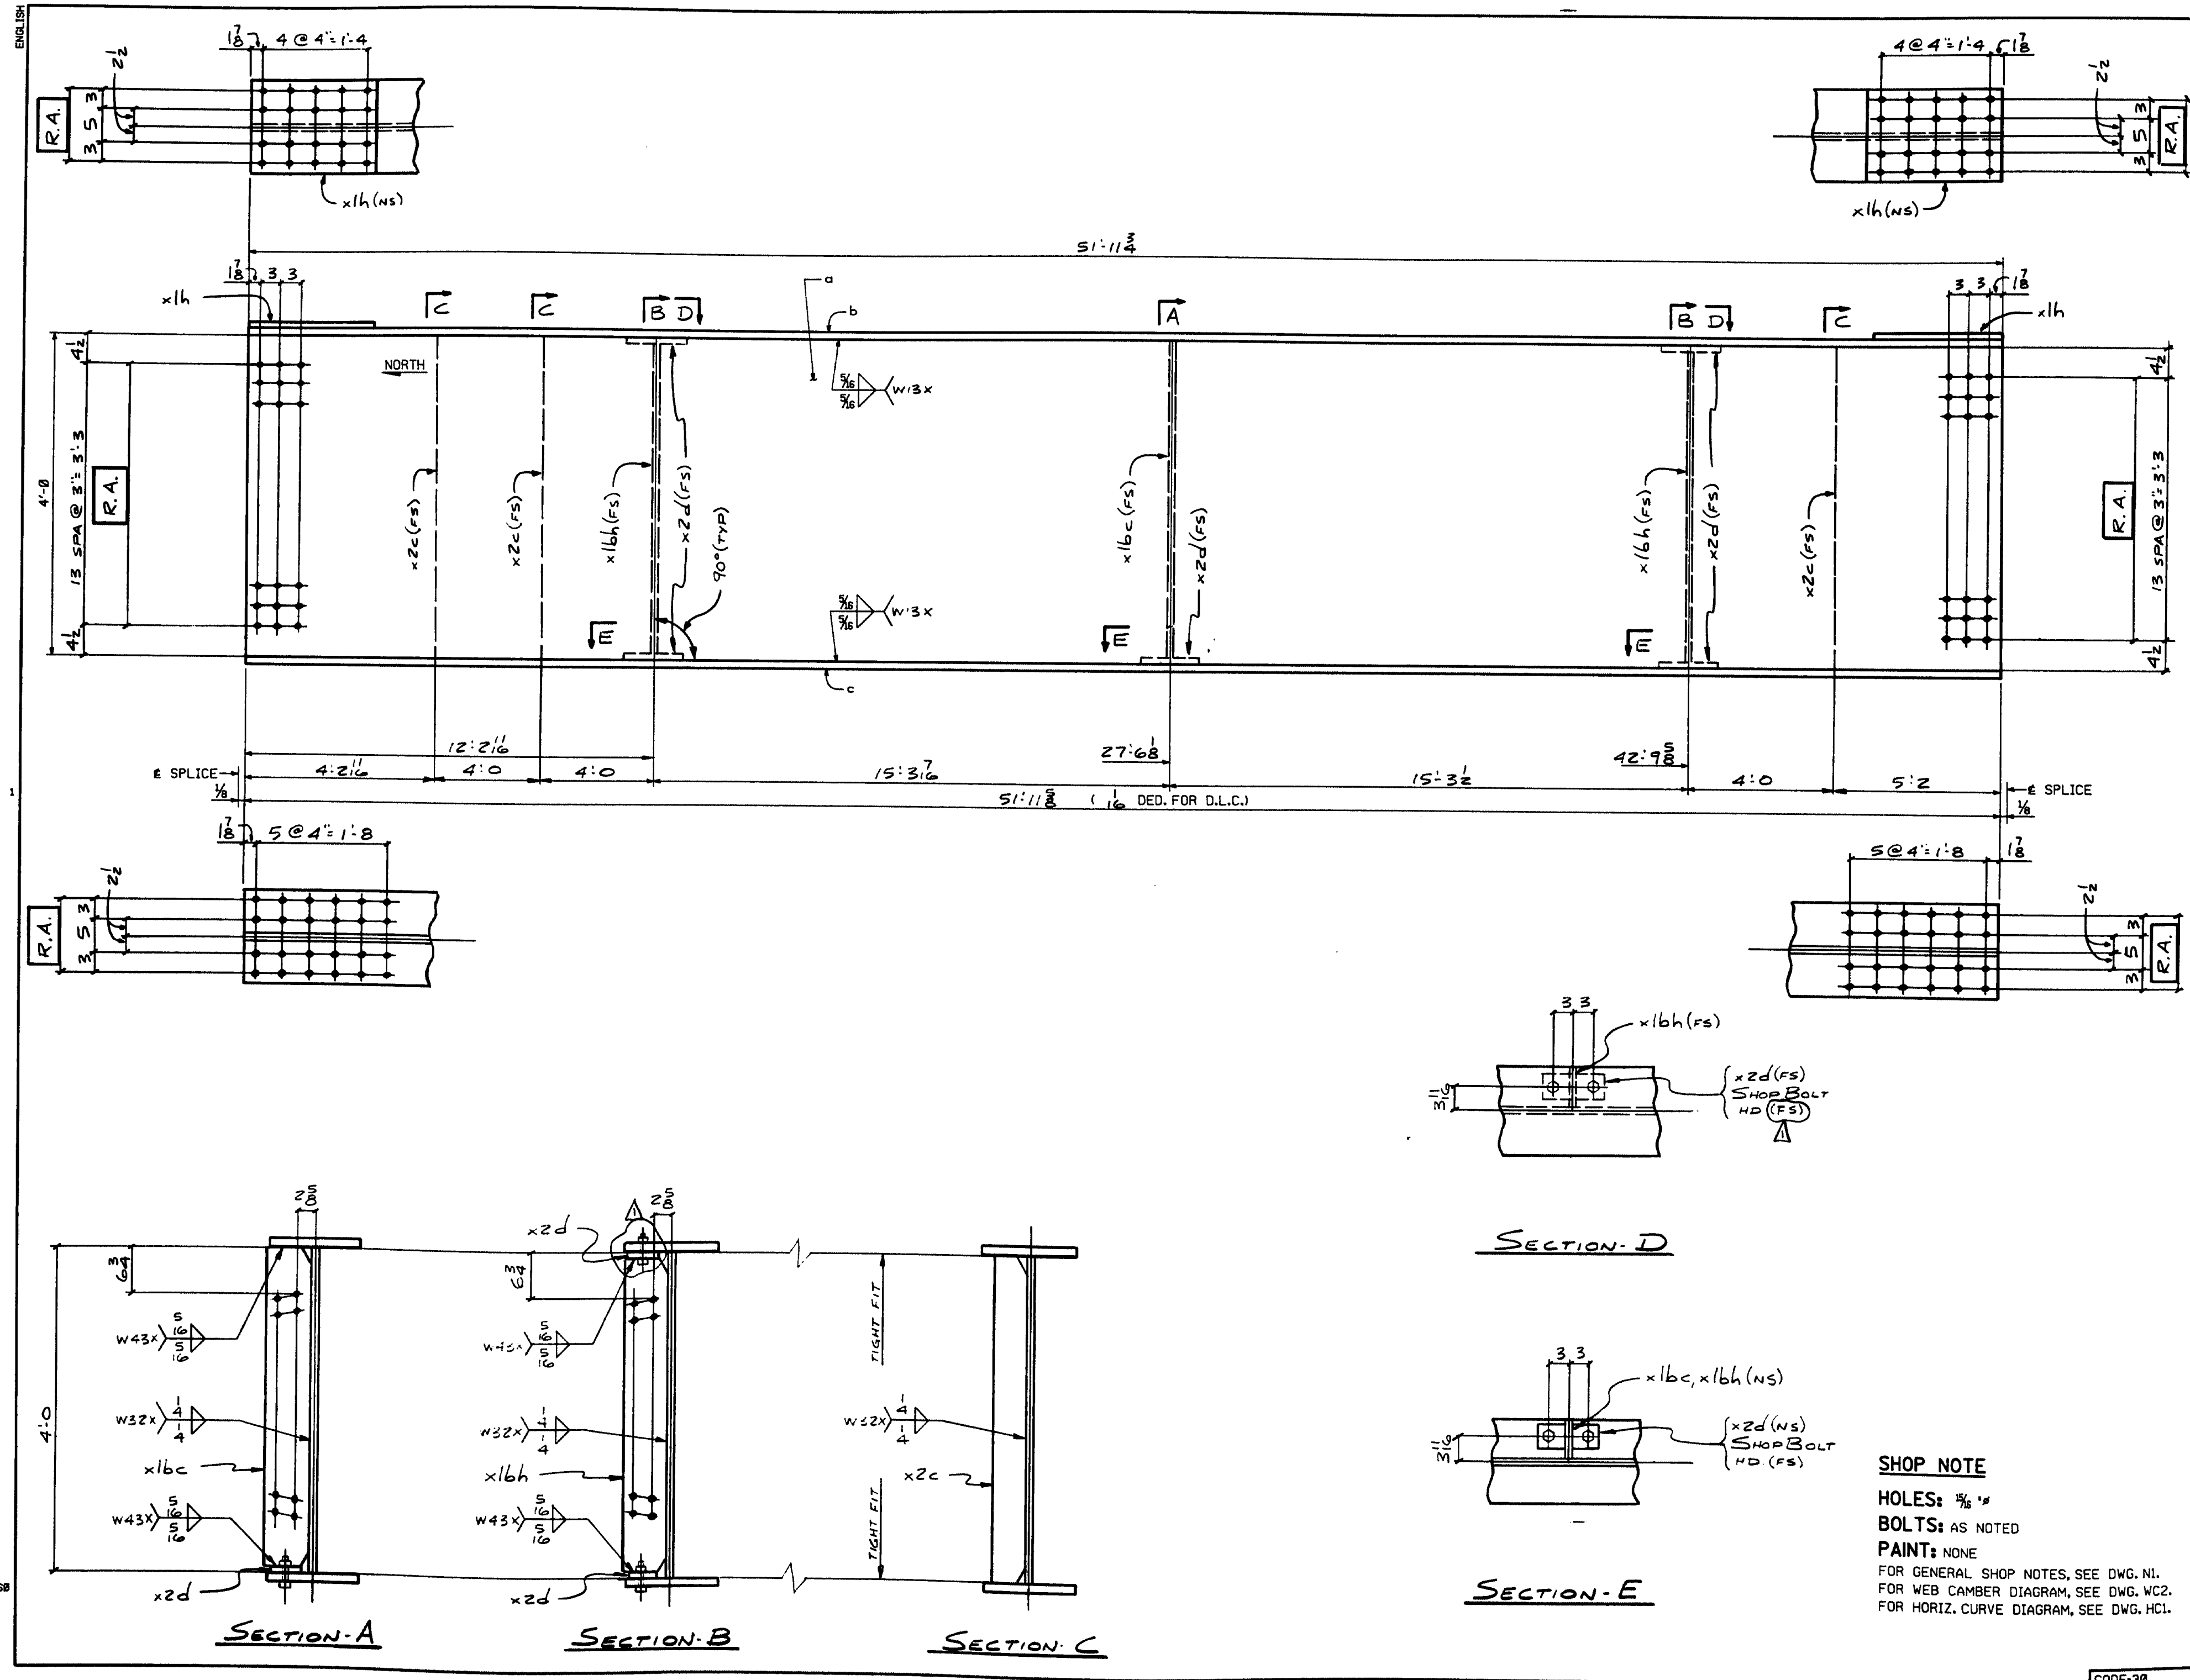 ENGLISH
1 7/8
4 @ 4" = 1'-4
2 1/2
R.A.
3
5
3
x1h (NS)
4 @ 4" = 1'-4
1 7/8
2 1/2
3
5
3
R.A.
x1h (NS)
51'-11 3/4
1 7/8
3
3
x1h
C
C
B
D
a
b
A
B
D
C
3
3
1 7/8
x1h
4 1/2
NORTH
5/16
5/16
W13x
4 1/2
4'-0
13 SPA @ 3" = 3'-3
R.A.
x2c (FS)
x2c (FS)
x1bh (FS)
x2d (FS)
90° (TYP)
x1bc (FS)
x2d (FS)
x1bh (FS)
x2d (FS)
x2c (FS)
R.A.
13 SPA @ 3" = 3'-3
4 1/2
E
5/16
5/16
W13x
E
E
4 1/2
c
12'-2 11/16
27'-6 1/8
42'-9 5/8
℄ SPLICE
4'-2 11/16
4'-0
4'-0
15'-3 7/16
15'-3 1/2
4'-0
5'-2
℄ SPLICE
1/8
51'-11 5/8 ( 1/16 DED. FOR D.L.C.)
1/8
1
1 7/8
5 @ 4" = 1'-8
2 1/2
R.A.
3
5
3
5 @ 4" = 1'-8
1 7/8
2 1/2
3
5
3
R.A.
3
3
x1bh (FS)
3 11/16
x2d (FS)
SHOP BOLT
HD (FS)
1
SECTION-D
2 5/8
6 3/4
4'-0
W43x
5/16
5/16
W32x
1/4
1/4
x1bc
W43x
5/16
5/16
x2d
SECTION-A
x2d
1
2 5/8
6 3/4
W43x
5/16
5/16
W32x
1/4
1/4
x1bh
W43x
5/16
5/16
x2d
SECTION-B
TIGHT FIT
W32x
1/4
1/4
x2c
TIGHT FIT
SECTION-C
3
3
x1bc, x1bh (NS)
3 11/16
x2d (NS)
SHOP BOLT
HD. (FS)
SECTION-E
SHOP NOTE
HOLES: 15/16 "ø
BOLTS: AS NOTED
PAINT: NONE
FOR GENERAL SHOP NOTES, SEE DWG. N1.
FOR WEB CAMBER DIAGRAM, SEE DWG. WC2.
FOR HORIZ. CURVE DIAGRAM, SEE DWG. HC1.